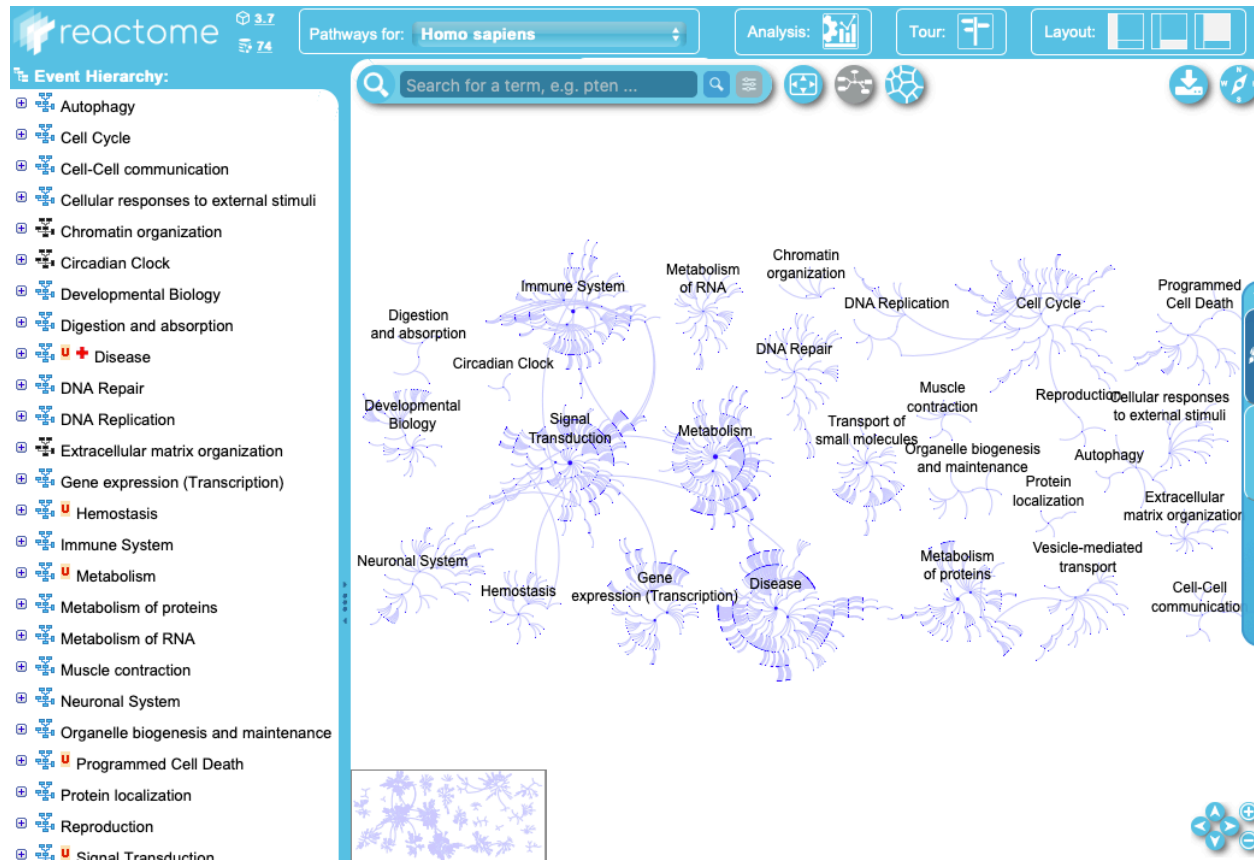 reactome
3.7
74
Pathways for: Homo sapiens
Analysis:
Tour:
Layout:
Event Hierarchy:
Autophagy
Cell Cycle
Cell-Cell communication
Cellular responses to external stimuli
Chromatin organization
Circadian Clock
Developmental Biology
Digestion and absorption
U Disease
DNA Repair
DNA Replication
Extracellular matrix organization
Gene expression (Transcription)
U Hemostasis
Immune System
U Metabolism
Metabolism of proteins
Metabolism of RNA
Muscle contraction
Neuronal System
Organelle biogenesis and maintenance
U Programmed Cell Death
Protein localization
Reproduction
U Signal Transduction
Search for a term, e.g. pten ...
N
W
S
Immune System
Metabolism
of RNA
Chromatin
organization
DNA Replication
Cell Cycle
Programmed
Cell Death
Digestion
and absorption
Circadian Clock
DNA Repair
Developmental
Biology
Signal
Transduction
Metabolism
Muscle
contraction
Transport of
small molecules
Reproduction
Cellular responses
to external stimuli
Organelle biogenesis
and maintenance
Autophagy
Protein
localization
Extracellular
matrix organization
Neuronal System
Hemostasis
Gene
expression (Transcription)
Disease
Metabolism
of proteins
Vesicle-mediated
transport
Cell-Cell
communication